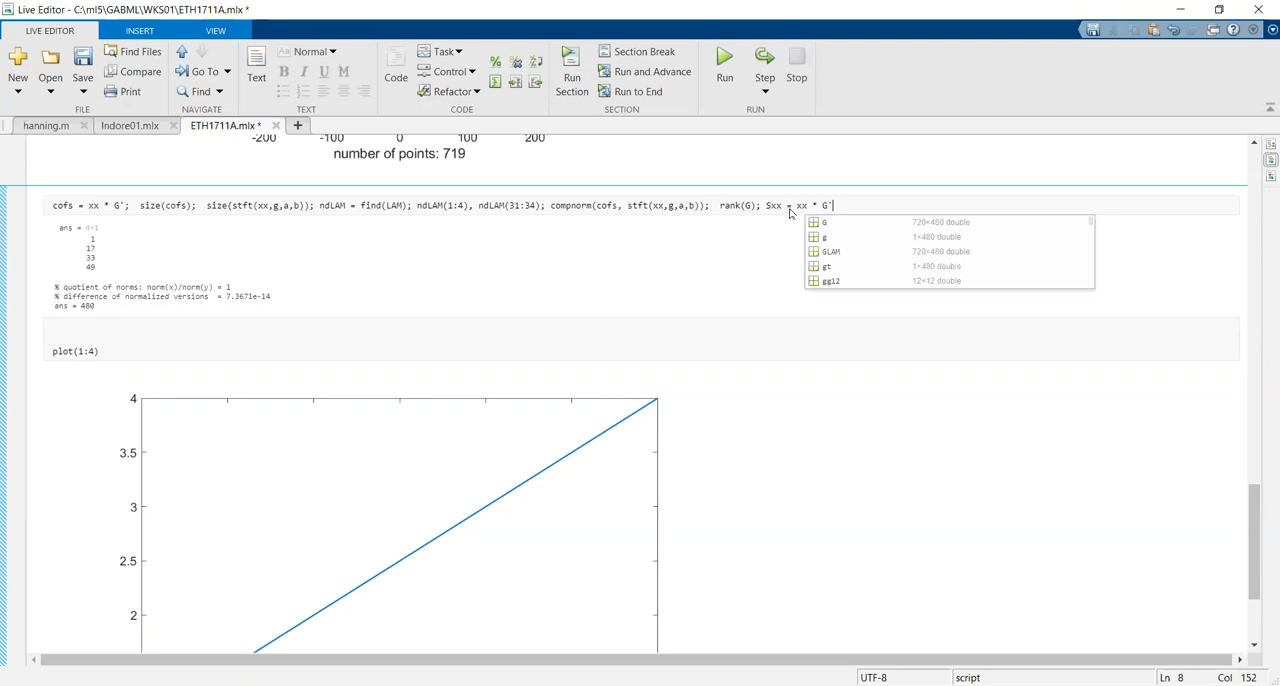 Live Editor - C:\ml5\GABML\WKS01\ETH1711A.mlx *
LIVE EDITOR INSERT VIEW
New Open Save Find Files Compare Print
FILE
Go To Find
NAVIGATE
Text Normal B I U M
TEXT
Code Task Control Refactor
CODE
Run Section Section Break Run and Advance Run to End
SECTION
Run Step Stop
RUN
hanning.m Indore01.mlx ETH1711A.mlx *
-200 -100 0 100 200
number of points: 719
cofs = xx * G'; size(cofs); size(stft(xx,g,a,b)); ndLAM = find(LAM); ndLAM(1:4), ndLAM(31:34); compnorm(cofs, stft(xx,g,a,b)); rank(G); Sxx = xx * G'
G 720×480 double
g 1×480 double
GLAM 720×480 double
gt 1×480 double
gg12 12×12 double
ans = 4×1
1
17
33
49
% quotient of norms: norm(x)/norm(y) = 1
% difference of normalized versions = 7.3671e-14
ans = 480
plot(1:4)
4
3.5
3
2.5
2
UTF-8 script Ln 8 Col 152